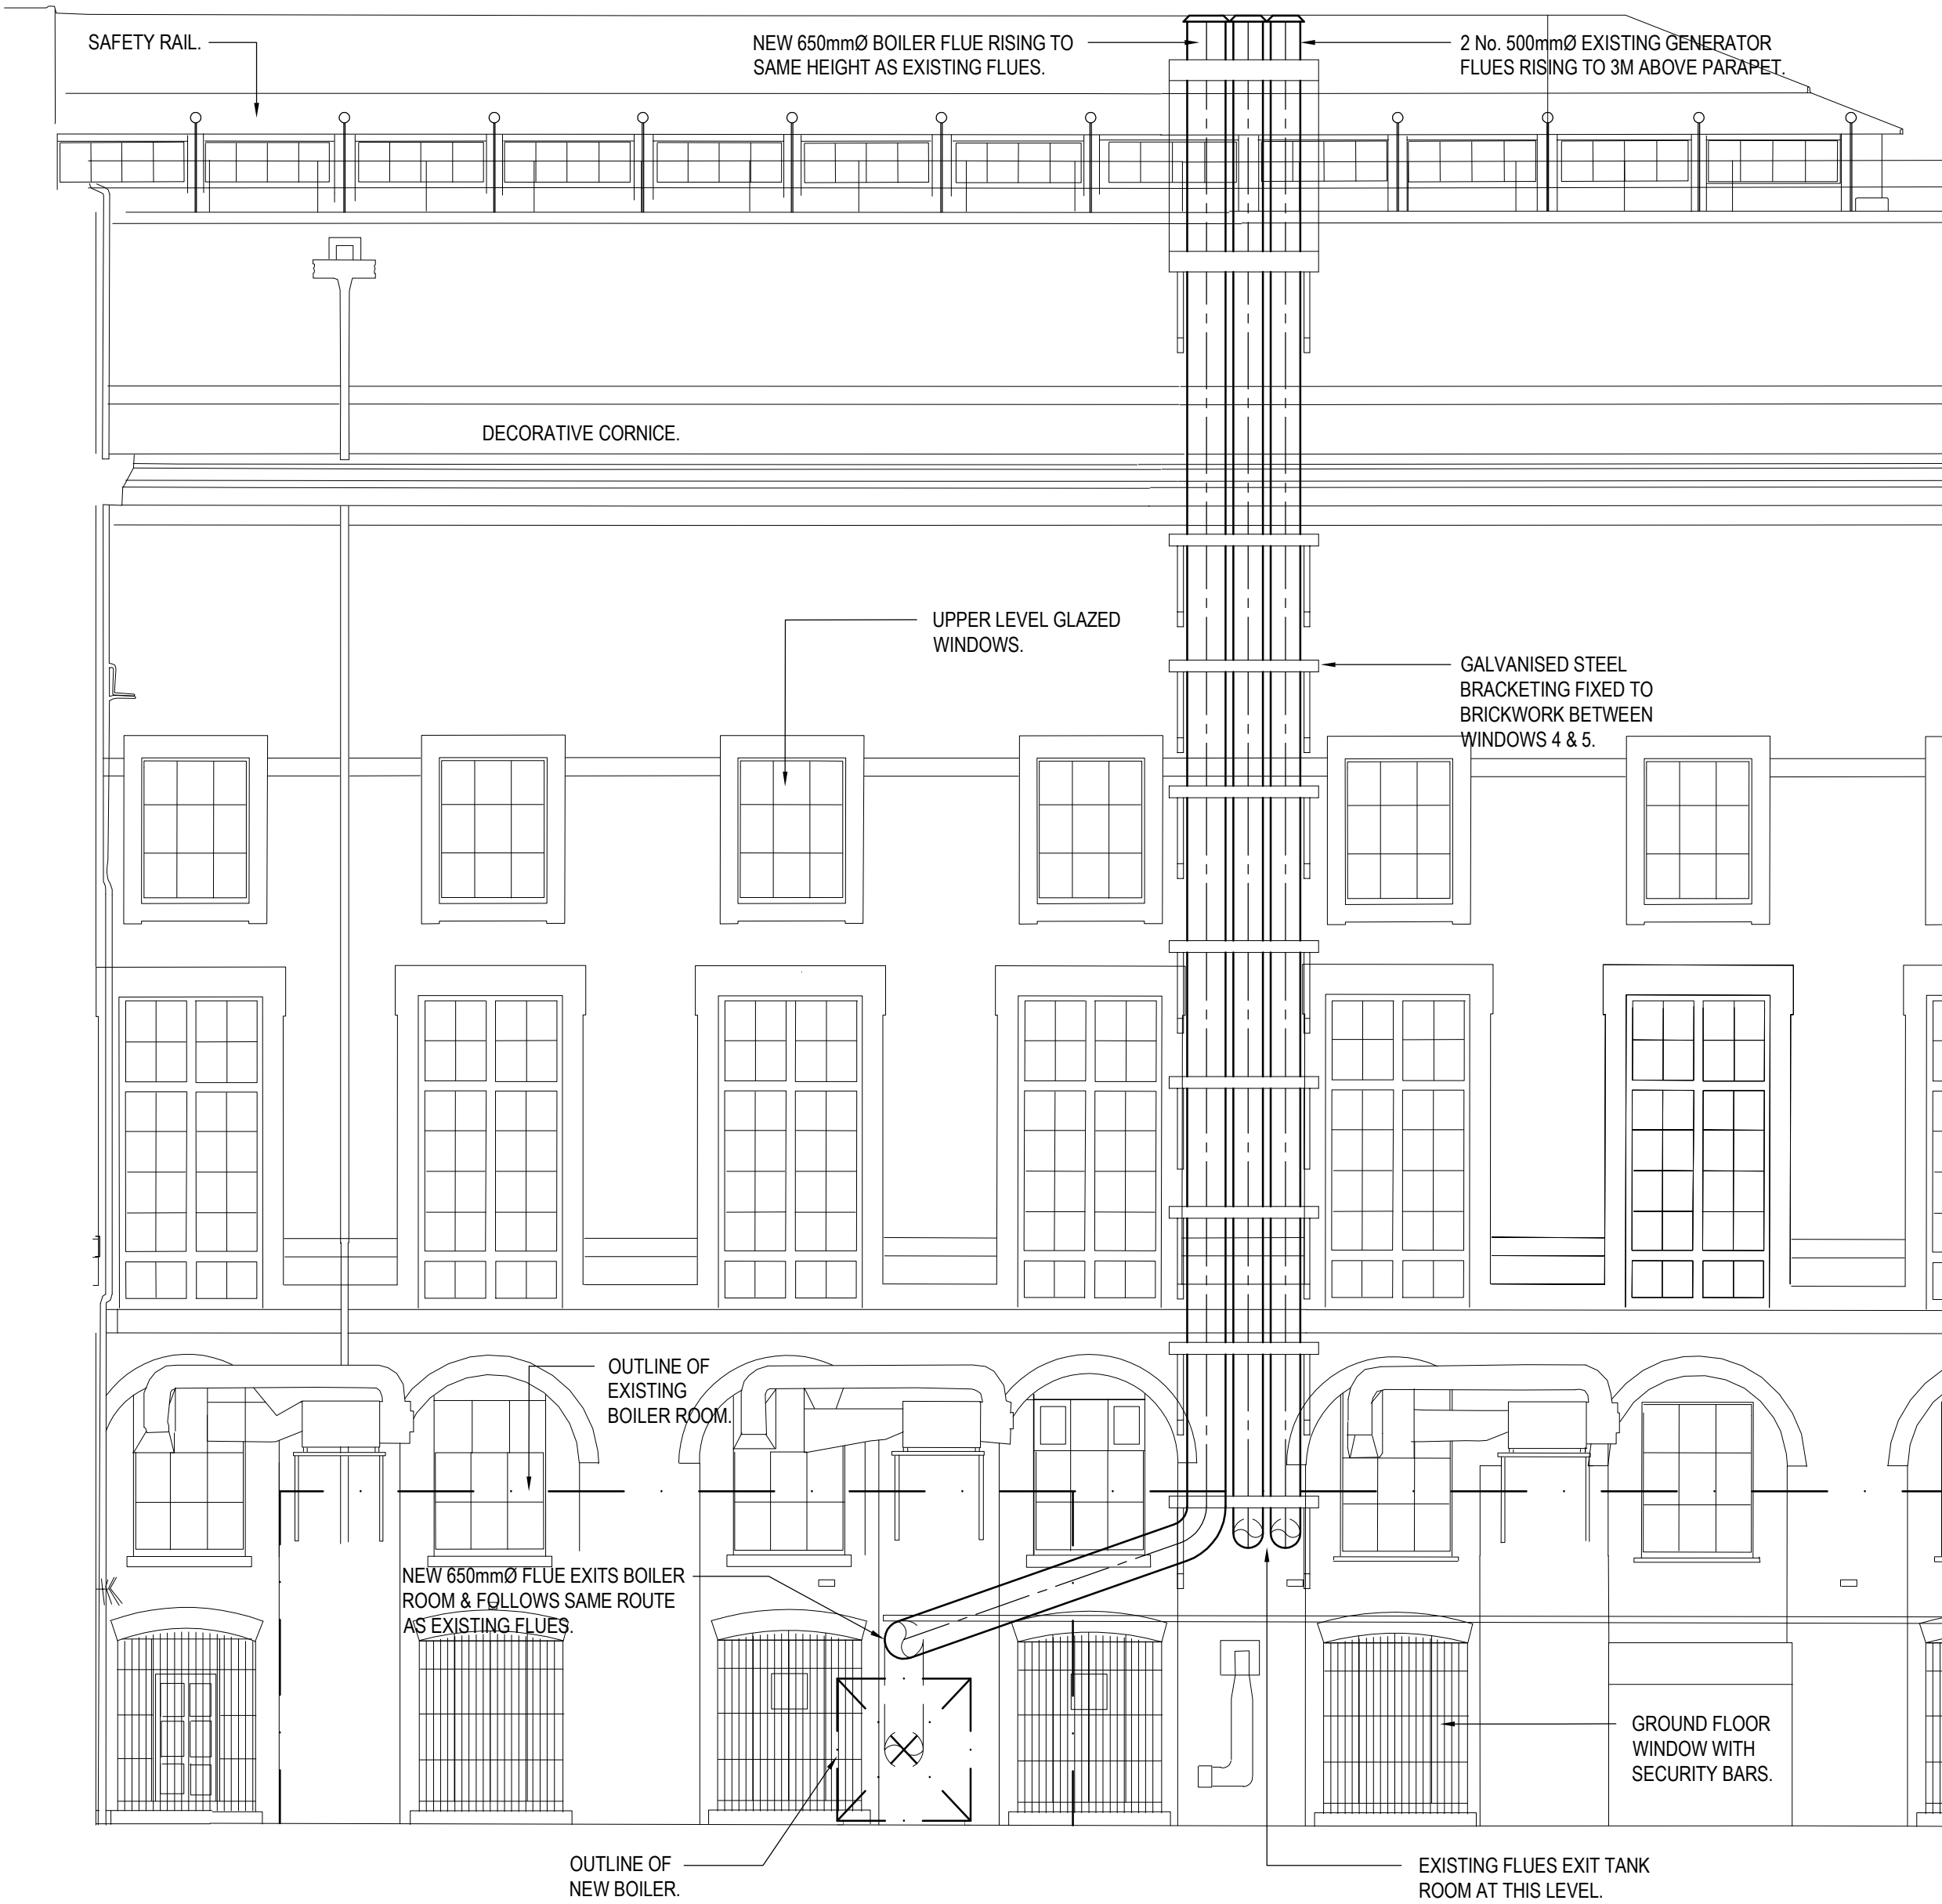 SAFETY RAIL.
NEW 650mmØ BOILER FLUE RISING TO
SAME HEIGHT AS EXISTING FLUES.
2 No. 500mmØ EXISTING GENERATOR
FLUES RISING TO 3M ABOVE PARAPET.
DECORATIVE CORNICE.
UPPER LEVEL GLAZED
WINDOWS.
GALVANISED STEEL
BRACKETING FIXED TO
BRICKWORK BETWEEN
WINDOWS 4 & 5.
OUTLINE OF
EXISTING
BOILER ROOM.
NEW 650mmØ FLUE EXITS BOILER
ROOM & FOLLOWS SAME ROUTE
AS EXISTING FLUES.
GROUND FLOOR
WINDOW WITH
SECURITY BARS.
OUTLINE OF
NEW BOILER.
EXISTING FLUES EXIT TANK
ROOM AT THIS LEVEL.